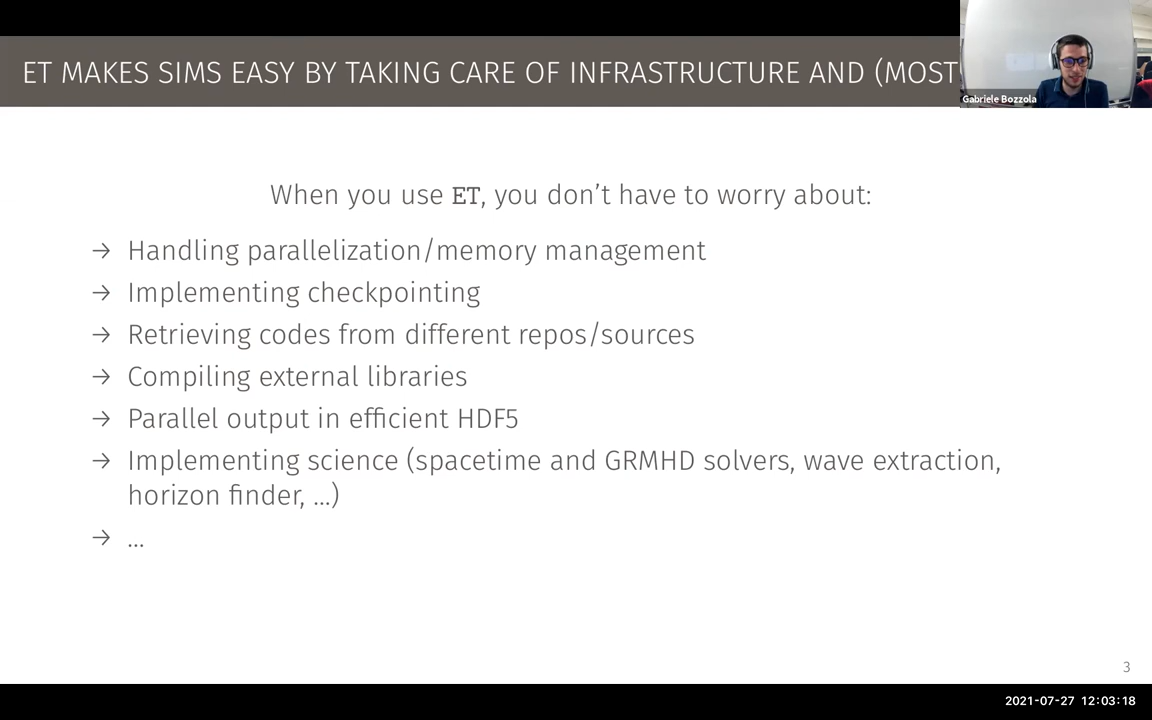 ET MAKES SIMS EASY BY TAKING CARE OF INFRASTRUCTURE AND (MOST
Gabriele Bozzola
When you use ET, you don't have to worry about:
→ Handling parallelization/memory management
→ Implementing checkpointing
→ Retrieving codes from different repos/sources
→ Compiling external libraries
→ Parallel output in efficient HDF5
→ Implementing science (spacetime and GRMHD solvers, wave extraction,
horizon finder, ...)
→ ...
3
2021-07-27 12:03:18